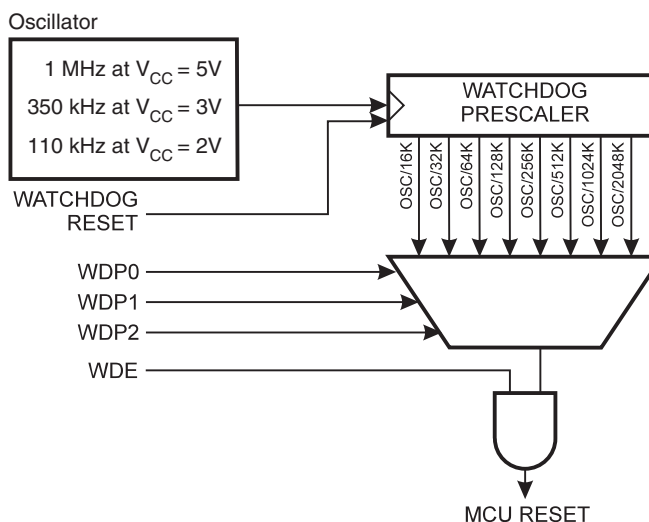 Oscillator
1 MHz at VCC = 5V
350 kHz at VCC = 3V
110 kHz at VCC = 2V
WATCHDOG
PRESCALER
OSC/16K
OSC/32K
OSC/64K
OSC/128K
OSC/256K
OSC/512K
OSC/1024K
OSC/2048K
WATCHDOG
RESET
WDP0
WDP1
WDP2
WDE
MCU RESET